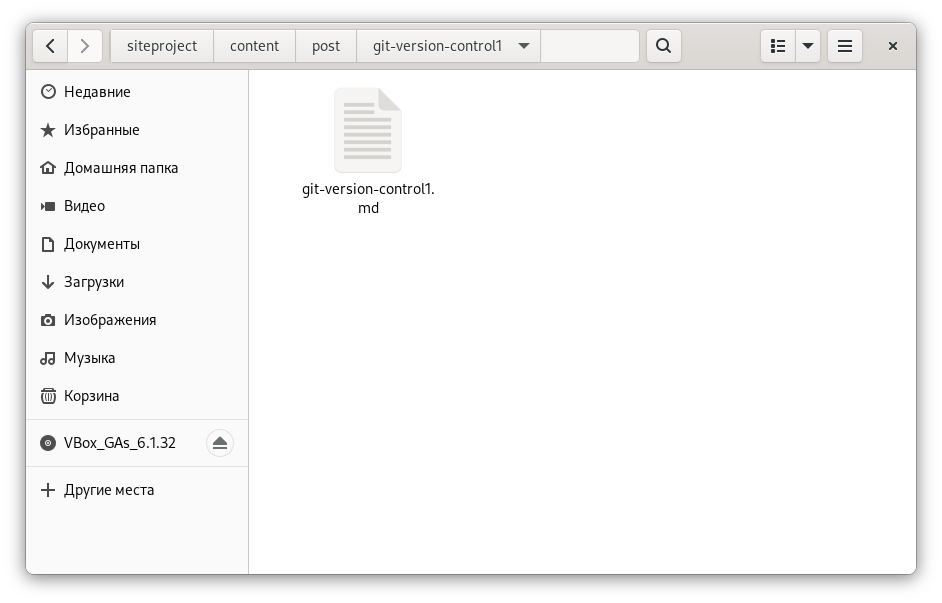 siteproject
content
post
git-version-control1
Недавние
Избранные
Домашняя папка
Видео
Документы
Загрузки
Изображения
Музыка
Корзина
VBox_GAs_6.1.32
Другие места
git-version-control1.
md